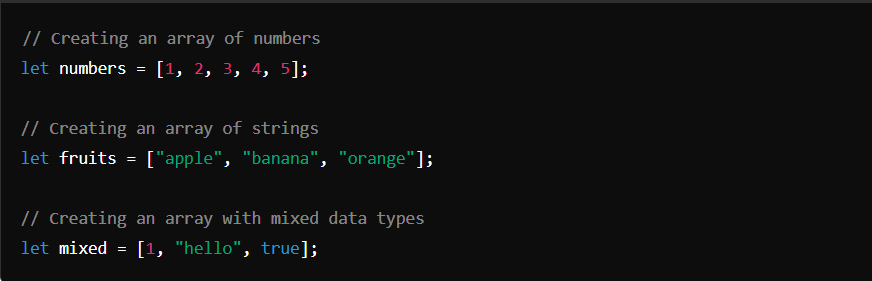 // Creating an array of numbers
let numbers = [1, 2, 3, 4, 5];
// Creating an array of strings
let fruits = ["apple", "banana", "orange"];
// Creating an array with mixed data types
let mixed = [1, "hello", true];